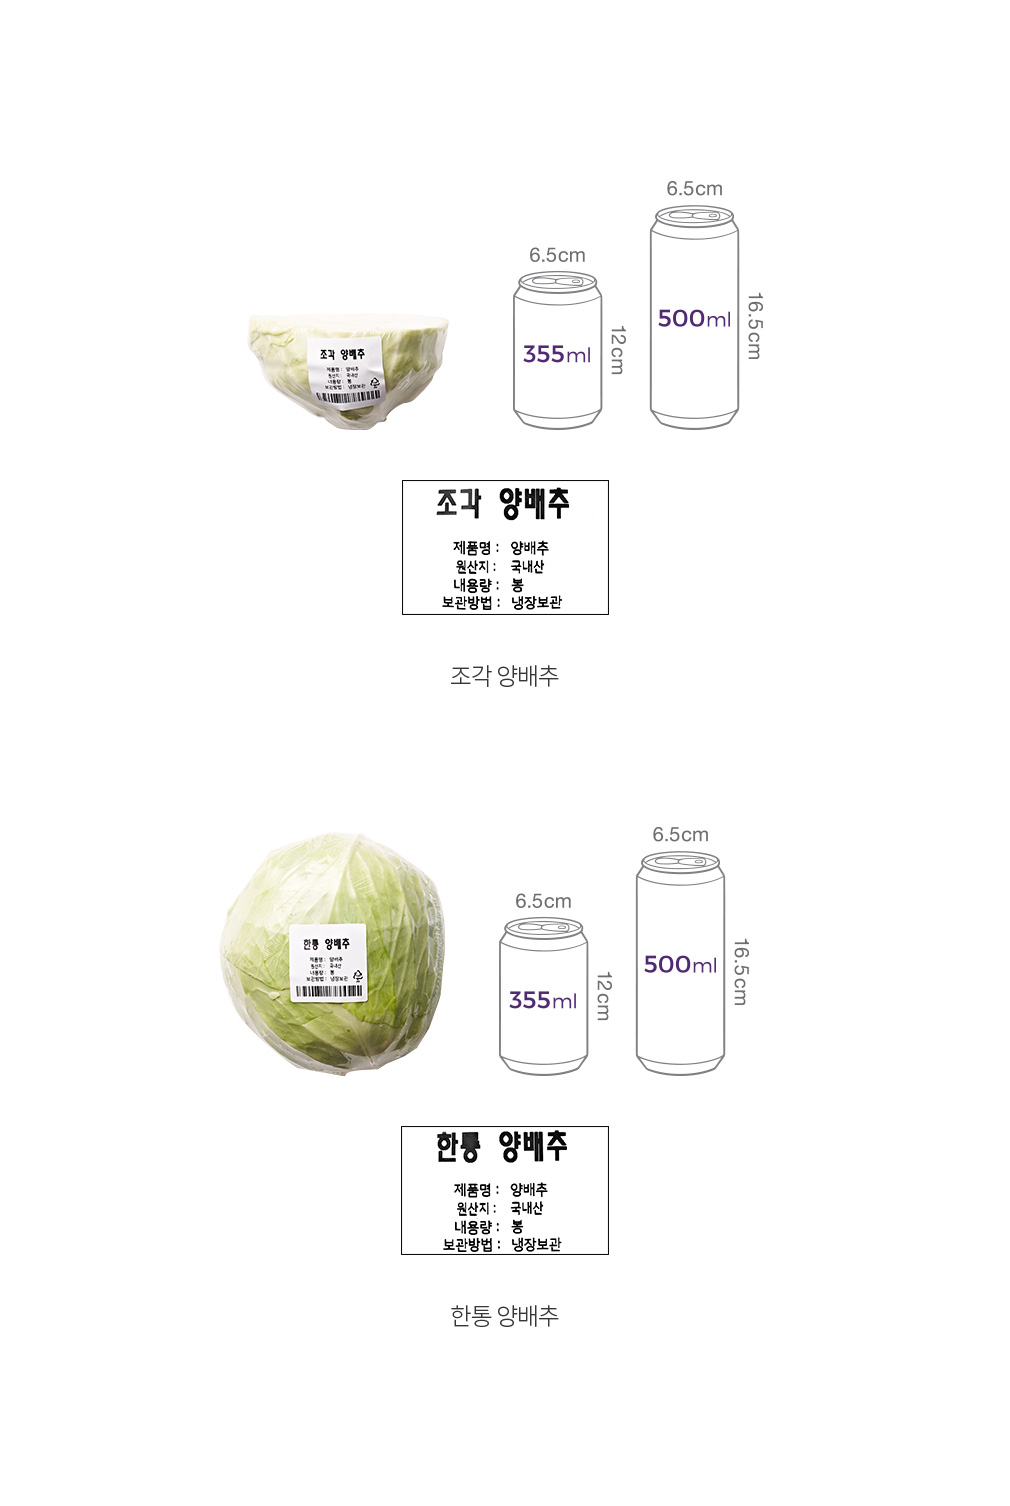 6.5cm
6.5cm
500ml
16.5cm
355ml
12cm
조각 양배추
제품명 : 양배추
원산지 : 국내산
내용량 : 봉
보관방법 : 냉장보관
조각 양배추
제품명 : 양배추
원산지 : 국내산
내용량 : 봉
보관방법 : 냉장보관
조각 양배추
6.5cm
6.5cm
500ml
16.5cm
355ml
12cm
한통 양배추
제품명 : 양배추
원산지 : 국내산
내용량 : 봉
보관방법 : 냉장보관
한통 양배추
제품명 : 양배추
원산지 : 국내산
내용량 : 봉
보관방법 : 냉장보관
한통 양배추